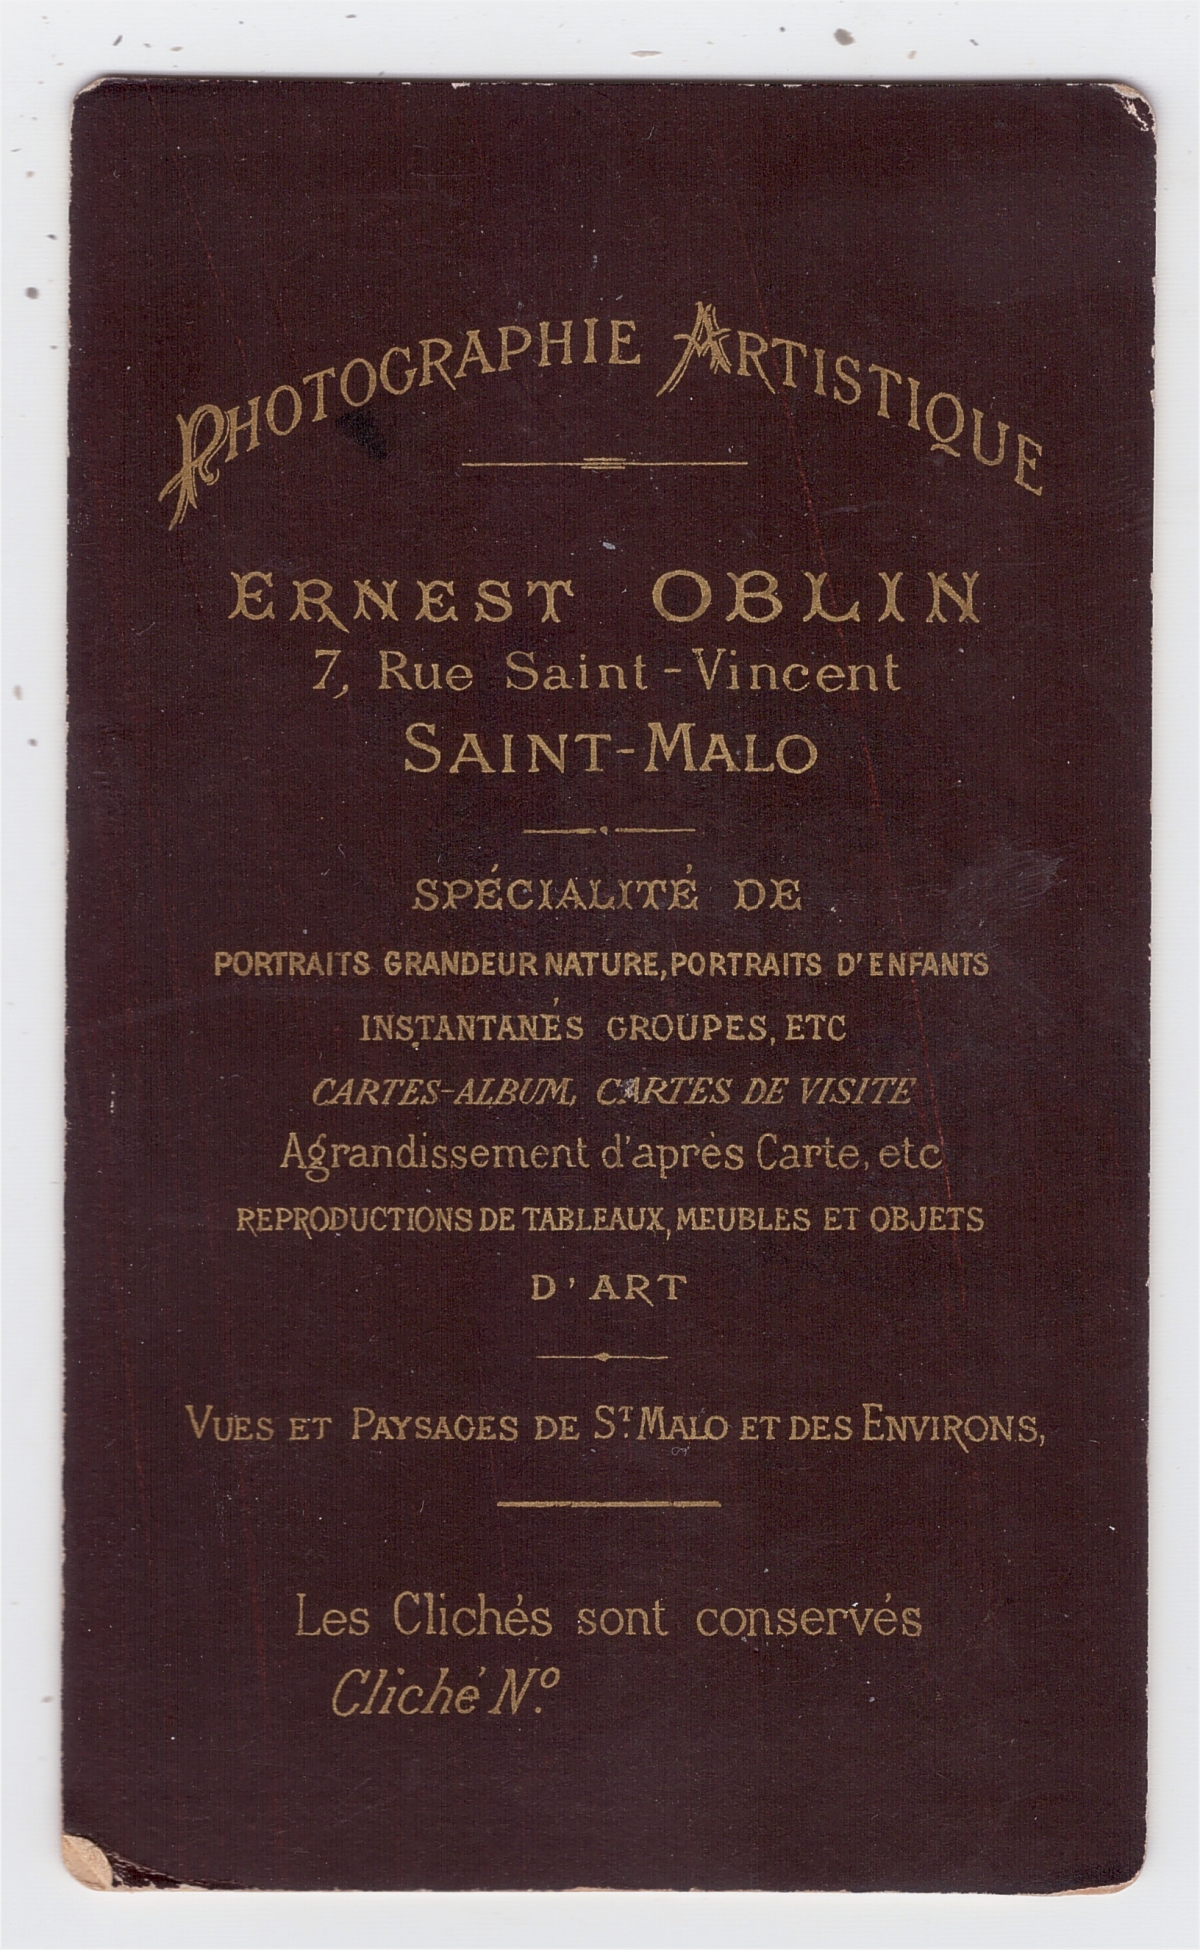 PHOTOGRAPHIE ARTISTIQUE
ERNEST OBLIN
7, Rue Saint-Vincent
SAINT-MALO
SPÉCIALITÉ DE
PORTRAITS GRANDEUR NATURE, PORTRAITS D'ENFANTS
INSTANTANÉS GROUPES, ETC
CARTES-ALBUM, CARTES DE VISITE
Agrandissement d'après Carte, etc
REPRODUCTIONS DE TABLEAUX, MEUBLES ET OBJETS
D'ART
VUES ET PAYSAGES DE ST. MALO ET DES ENVIRONS,
Les Clichés sont conservés
Cliché No.